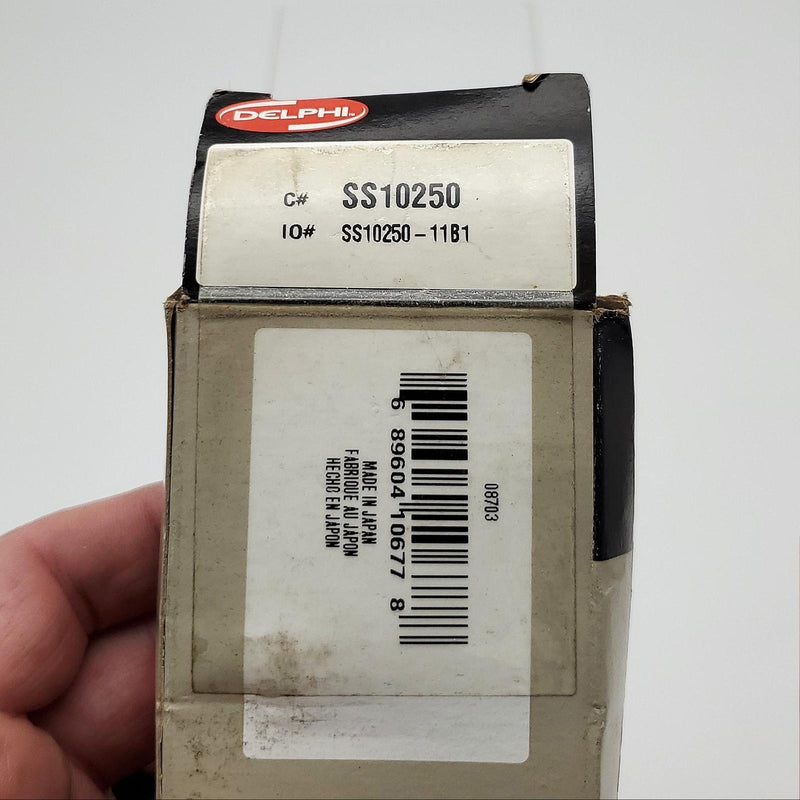 DELPHI
C# SS10250
IO# SS10250-11B1
08703
6 89604 10677 8
MADE IN JAPAN
FABRIQUE AU JAPON
HECHO EN JAPON